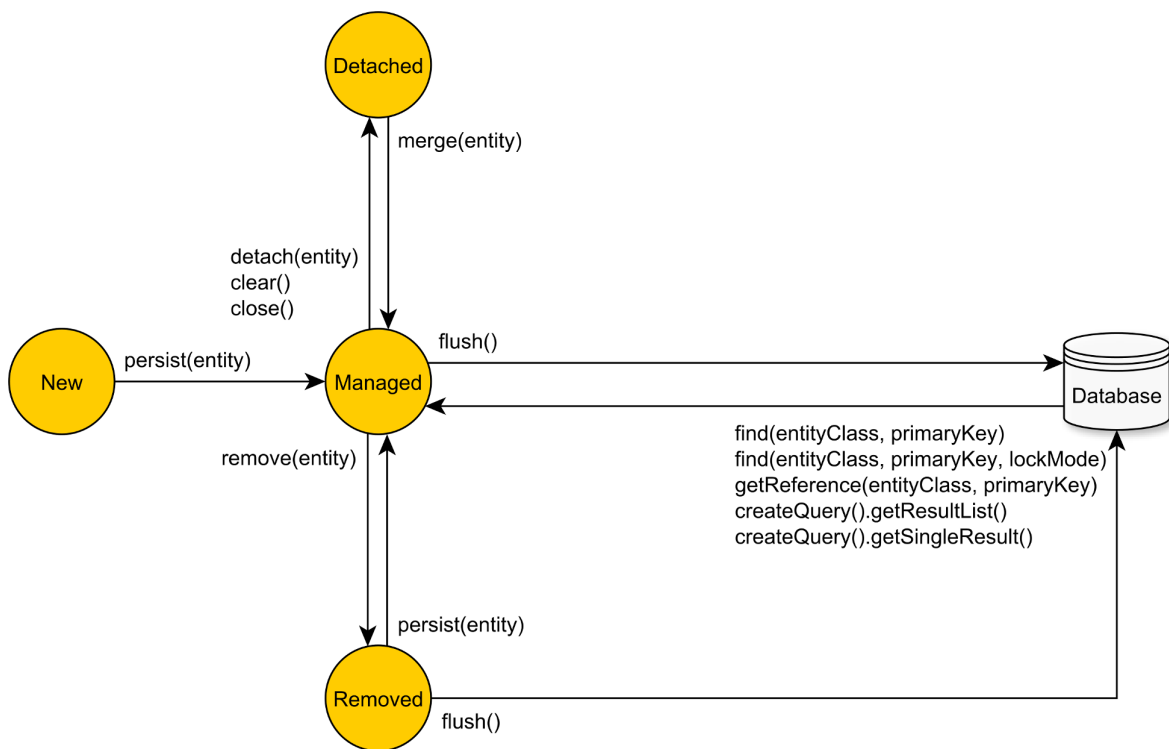 Detached
merge(entity)
detach(entity)
clear()
close()
flush()
persist(entity)
New
Managed
Database
find(entityClass, primaryKey)
find(entityClass, primaryKey, lockMode)
getReference(entityClass, primaryKey)
createQuery().getResultList()
createQuery().getSingleResult()
remove(entity)
persist(entity)
Removed
flush()